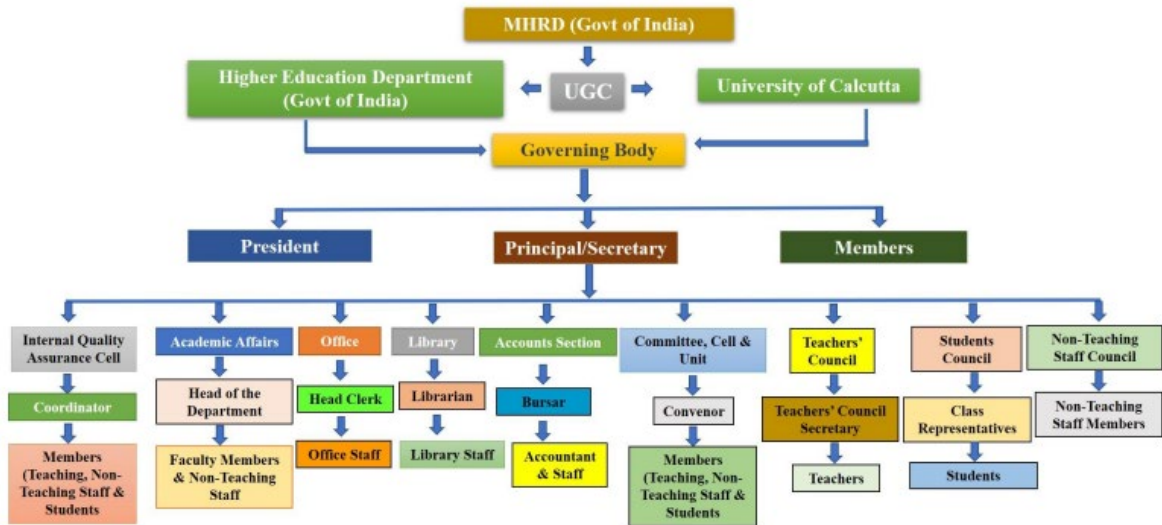 MHRD (Govt of India)
Higher Education Department
(Govt of India)
UGC
University of Calcutta
Governing Body
President
Principal/Secretary
Members
Internal Quality
Assurance Cell
Academic Affairs
Office
Library
Accounts Section
Committee, Cell &
Unit
Teachers'
Council
Students
Council
Non-Teaching
Staff Council
Coordinator
Head of the
Department
Head Clerk
Librarian
Bursar
Convenor
Teachers' Council
Secretary
Class
Representatives
Non-Teaching
Staff Members
Members
(Teaching, Non-
Teaching Staff &
Students
Faculty Members
& Non-Teaching
Staff
Office Staff
Library Staff
Accountant
& Staff
Members
(Teaching, Non-
Teaching Staff &
Students
Teachers
Students